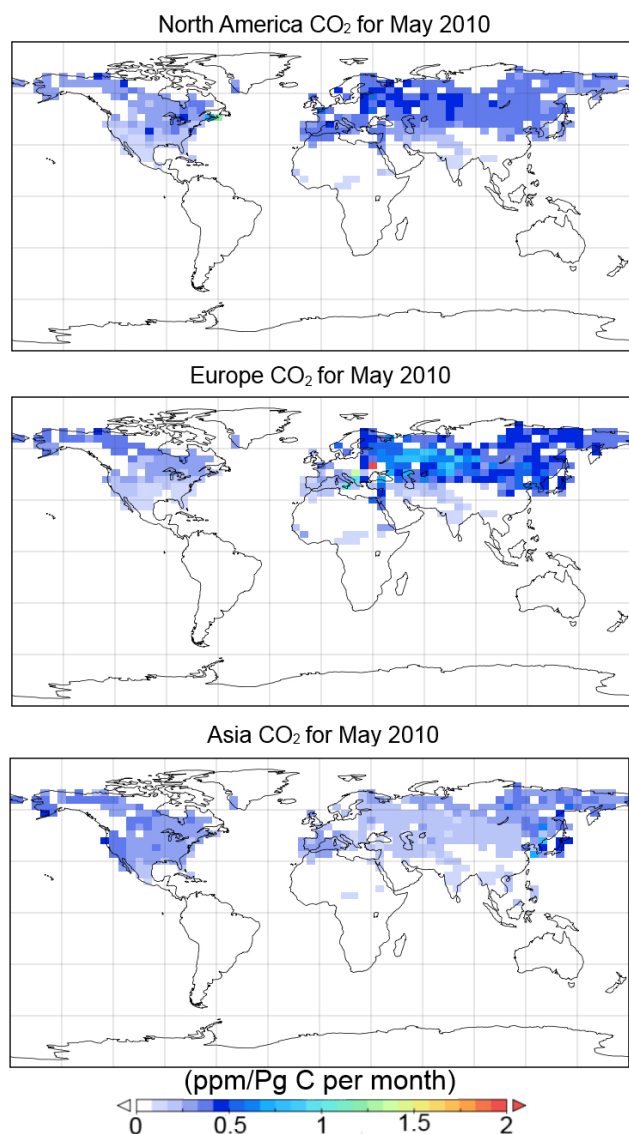 North America CO₂ for May 2010
Europe CO₂ for May 2010
Asia CO₂ for May 2010
(ppm/Pg C per month)
0 0.5 1 1.5 2